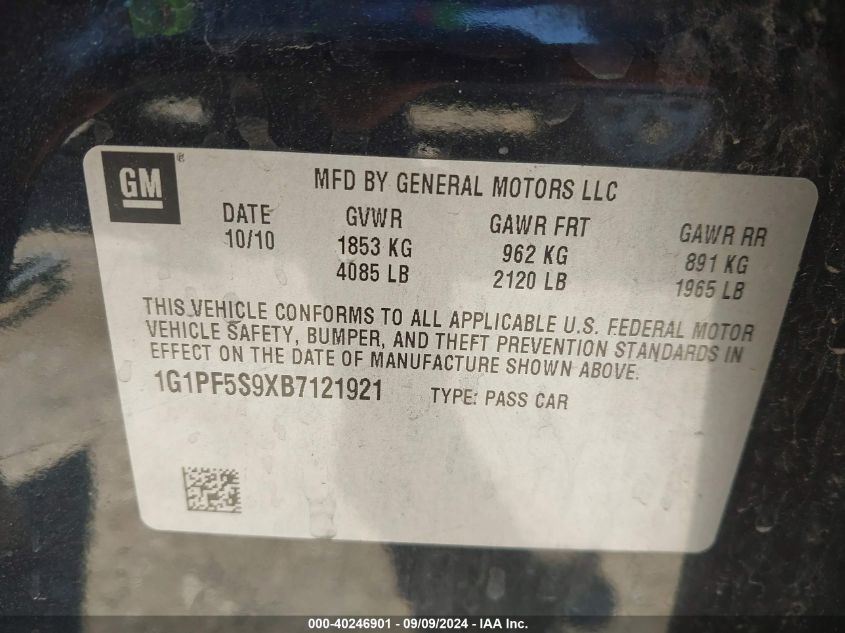 GM®
MFD BY GENERAL MOTORS LLC
DATE GVWR GAWR FRT GAWR RR
10/10 1853 KG 962 KG 891 KG
4085 LB 2120 LB 1965 LB
THIS VEHICLE CONFORMS TO ALL APPLICABLE U.S. FEDERAL MOTOR
VEHICLE SAFETY, BUMPER, AND THEFT PREVENTION STANDARDS IN
EFFECT ON THE DATE OF MANUFACTURE SHOWN ABOVE.
1G1PF5S9XB7121921 TYPE: PASS CAR
000-40246901 - 09/09/2024 - IAA Inc.